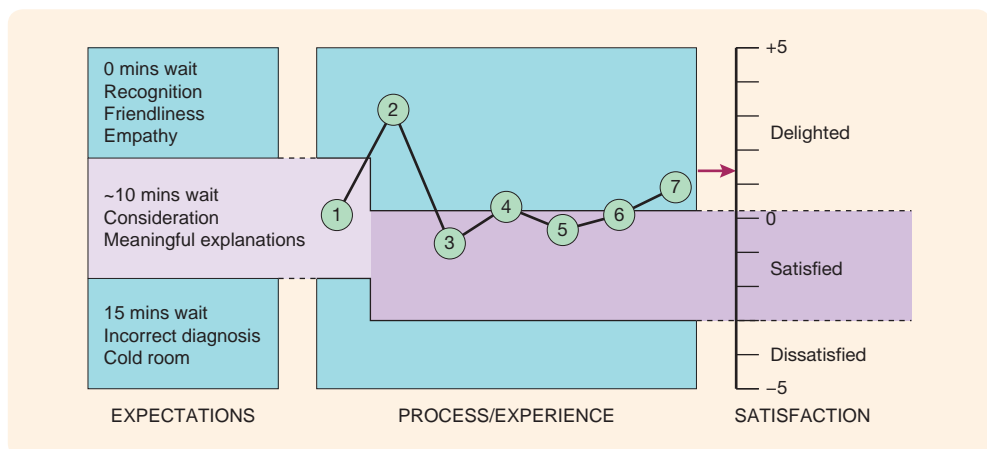 0 mins wait
Recognition
Friendliness
Empathy
~10 mins wait
Consideration
Meaningful explanations
15 mins wait
Incorrect diagnosis
Cold room
EXPECTATIONS
1
2
3
4
5
6
7
PROCESS/EXPERIENCE
+5
Delighted
0
Satisfied
Dissatisfied
–5
SATISFACTION